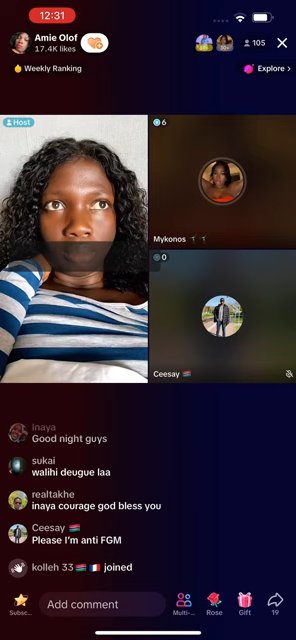 12:31
Amie Olof
17.4K likes
105
Weekly Ranking
Explore >
Host
6
Mykonos
0
Ceesay 🇬🇲
Inaya
Good night guys
sukai
walihi deugue laa
realtakhe
inaya courage god bless you
Ceesay 🇬🇲
Please I'm anti FGM
kolleh 33🇬🇲🇫🇷 joined
Subsc...
Add comment
Multi-...
Rose
Gift
19